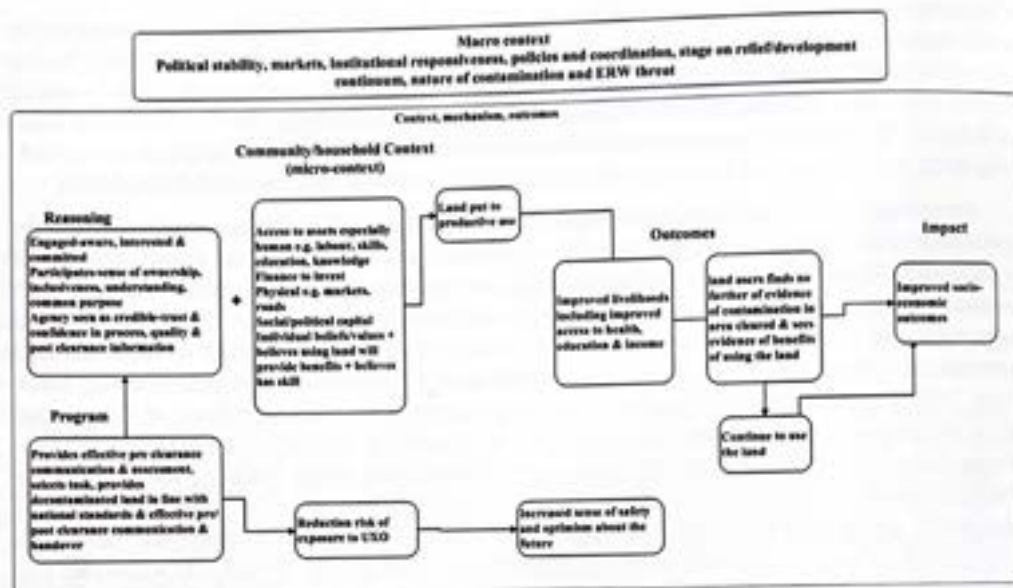 Macro context
Political stability, markets, institutional responsiveness, policies and coordination, stage on relief/development
continuum, nature of contamination and ERW threat
Context, mechanism, outcomes
Community/household Context
(micro-context)
Reasoning
Engaged-aware, interested &
committed
Participates-sense of ownership,
inclusiveness, understanding,
common purpose
Agency seen as credible-trust &
confidence in process, quality &
post clearance information
+
Access to assets especially
human e.g. labour, skills,
education, knowledge
Finance to invest
Physical e.g. markets,
roads
Social/political capital
Individual beliefs/values +
believes using land will
provide benefits + believes
has skill
Land put to
productive use
Outcomes
Improved livelihoods
including improved
access to health,
education & income
land users finds no
further of evidence
of contamination in
area cleared & sees
evidence of benefits
of using the land
Impact
Improved socio-
economic
outcomes
Continue to use
the land
Program
Provides effective pre clearance
communication & assessment,
selects task, provides
decontaminated land in line with
national standards & effective pre/
post clearance communication &
handover
Reduction risk of
exposure to UXO
Increased sense of safety
and optimism about the
future